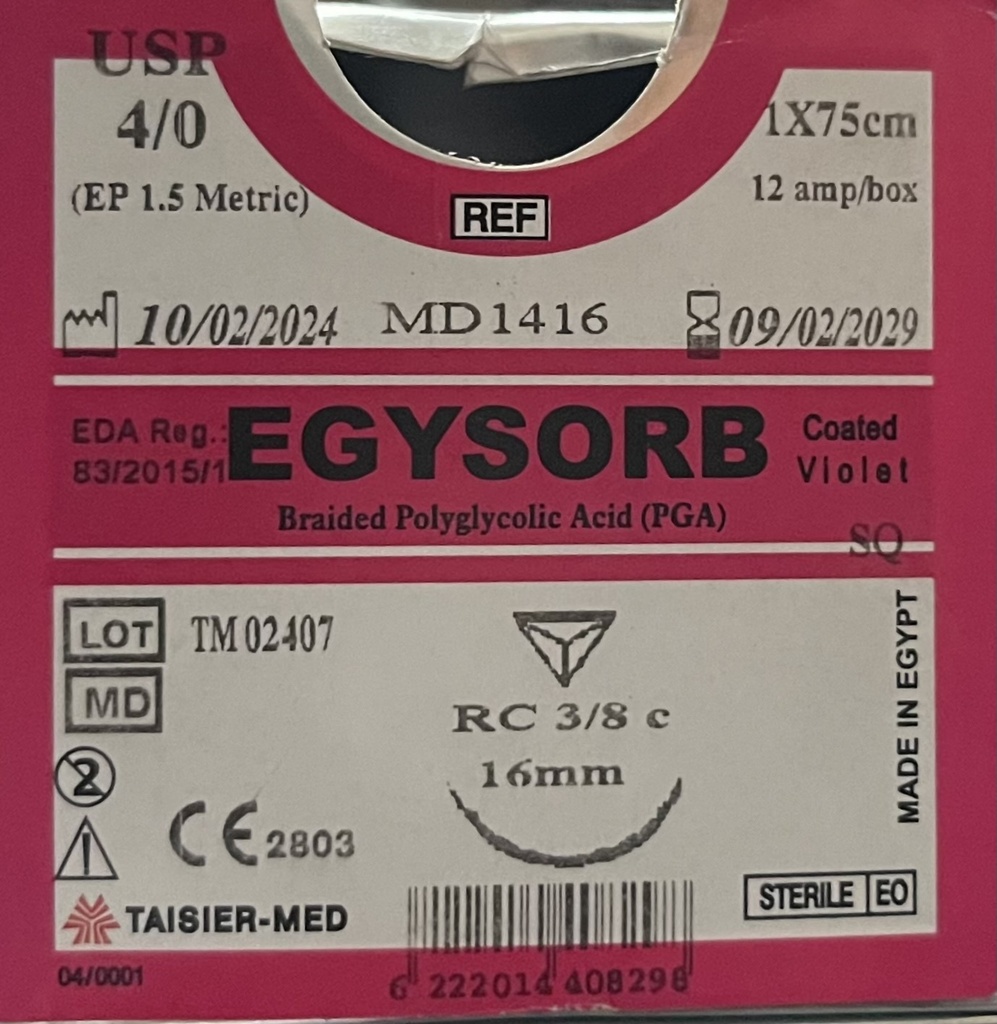 USP
4/0
(EP 1.5 Metric)
1X75cm
12 amp/box
REF
10/02/2024
MD1416
09/02/2029
EDA Reg.:
83/2015/1
EGYSORB
Coated
Violet
Braided Polyglycolic Acid (PGA)
SQ
LOT TM 02407
MD
RC 3/8 c
16mm
MADE IN EGYPT
2
CE 2803
STERILE EO
TAISIER-MED
04/0001
6 222014 408298